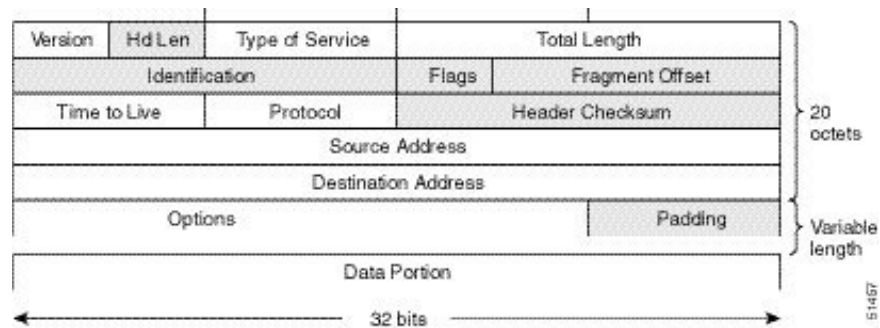 Version Hd Len Type of Service Total Length
Identification Flags Fragment Offset
Time to Live Protocol Header Checksum
20
octets
Source Address
Destination Address
Options Padding
Variable
length
Data Portion
32 bits
51457